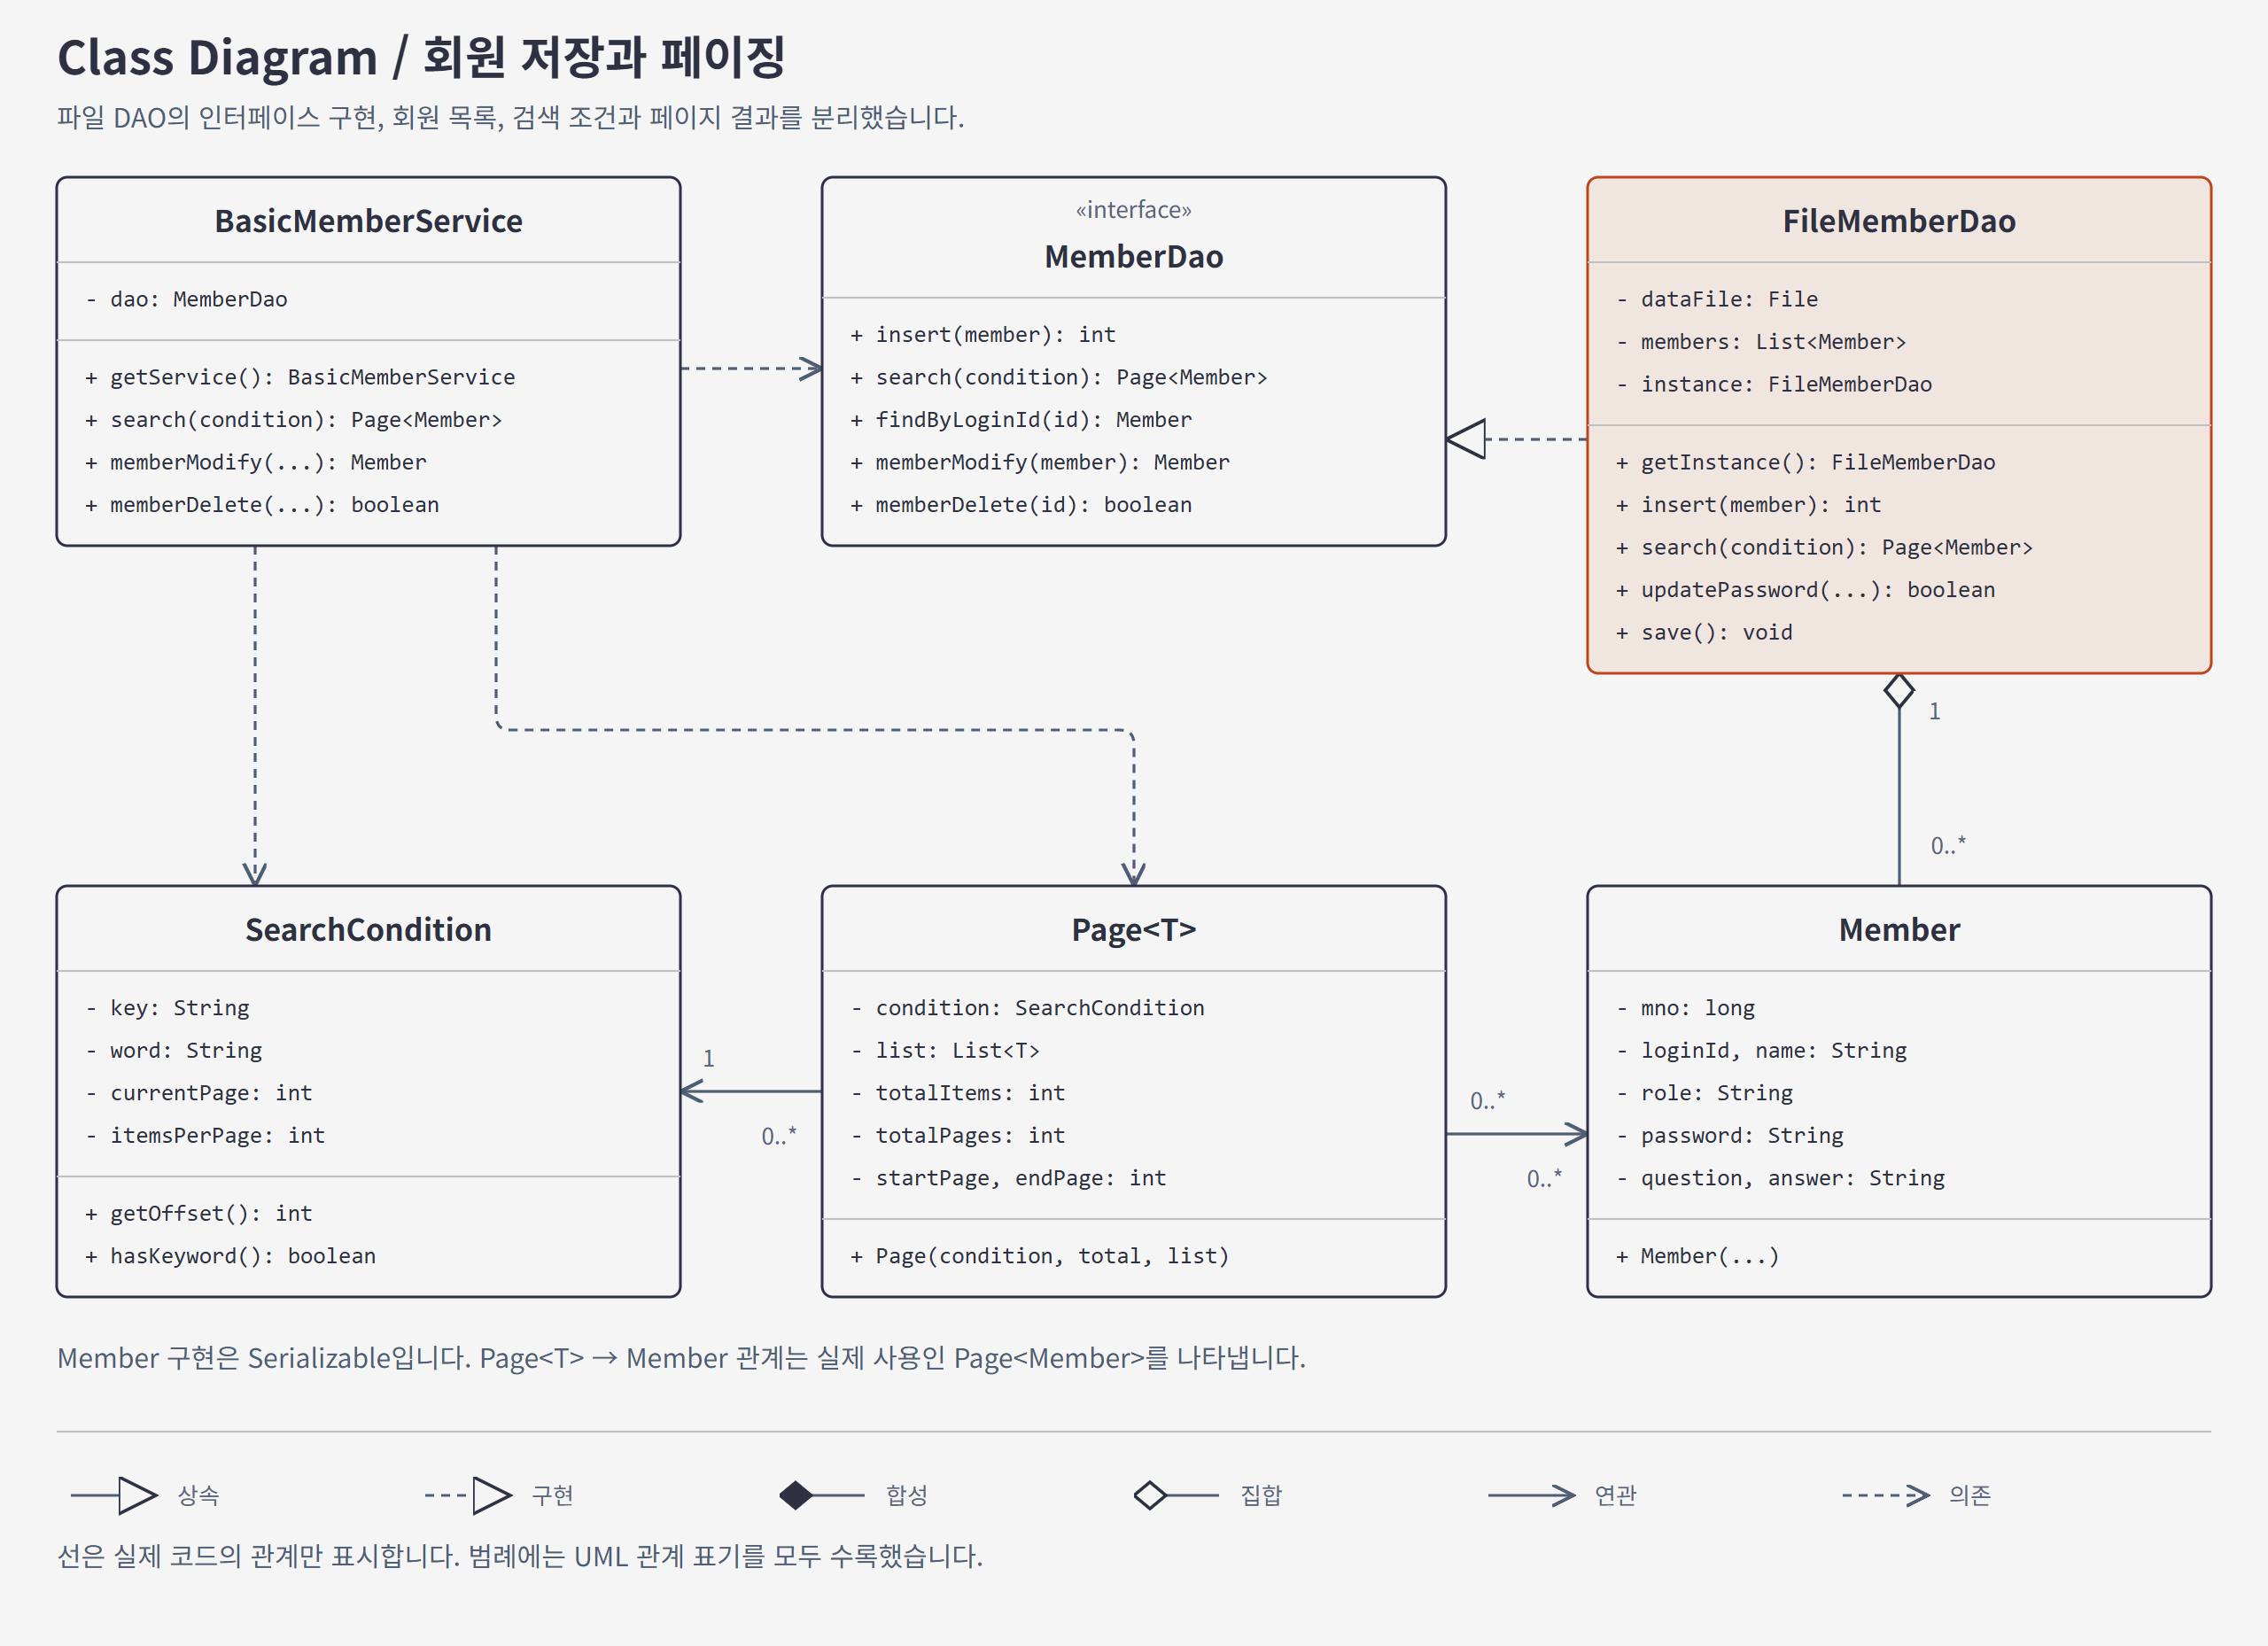 Class Diagram / 회원 저장과 페이징
파일 DAO의 인터페이스 구현, 회원 목록, 검색 조건과 페이지 결과를 분리했습니다.
BasicMemberService
- dao: MemberDao
+ getService(): BasicMemberService
+ search(condition): Page<Member>
+ memberModify(...): Member
+ memberDelete(...): boolean
«interface»
MemberDao
+ insert(member): int
+ search(condition): Page<Member>
+ findByLoginId(id): Member
+ memberModify(member): Member
+ memberDelete(id): boolean
FileMemberDao
- dataFile: File
- members: List<Member>
- instance: FileMemberDao
+ getInstance(): FileMemberDao
+ insert(member): int
+ search(condition): Page<Member>
+ updatePassword(...): boolean
+ save(): void
1
0..*
SearchCondition
- key: String
- word: String
- currentPage: int
- itemsPerPage: int
+ getOffset(): int
+ hasKeyword(): boolean
1
0..*
Page<T>
- condition: SearchCondition
- list: List<T>
- totalItems: int
- totalPages: int
- startPage, endPage: int
+ Page(condition, total, list)
0..*
0..*
Member
- mno: long
- loginId, name: String
- role: String
- password: String
- question, answer: String
+ Member(...)
Member 구현은 Serializable입니다. Page<T> → Member 관계는 실제 사용인 Page<Member>를 나타냅니다.
상속
구현
합성
집합
연관
의존
선은 실제 코드의 관계만 표시합니다. 범례에는 UML 관계 표기를 모두 수록했습니다.